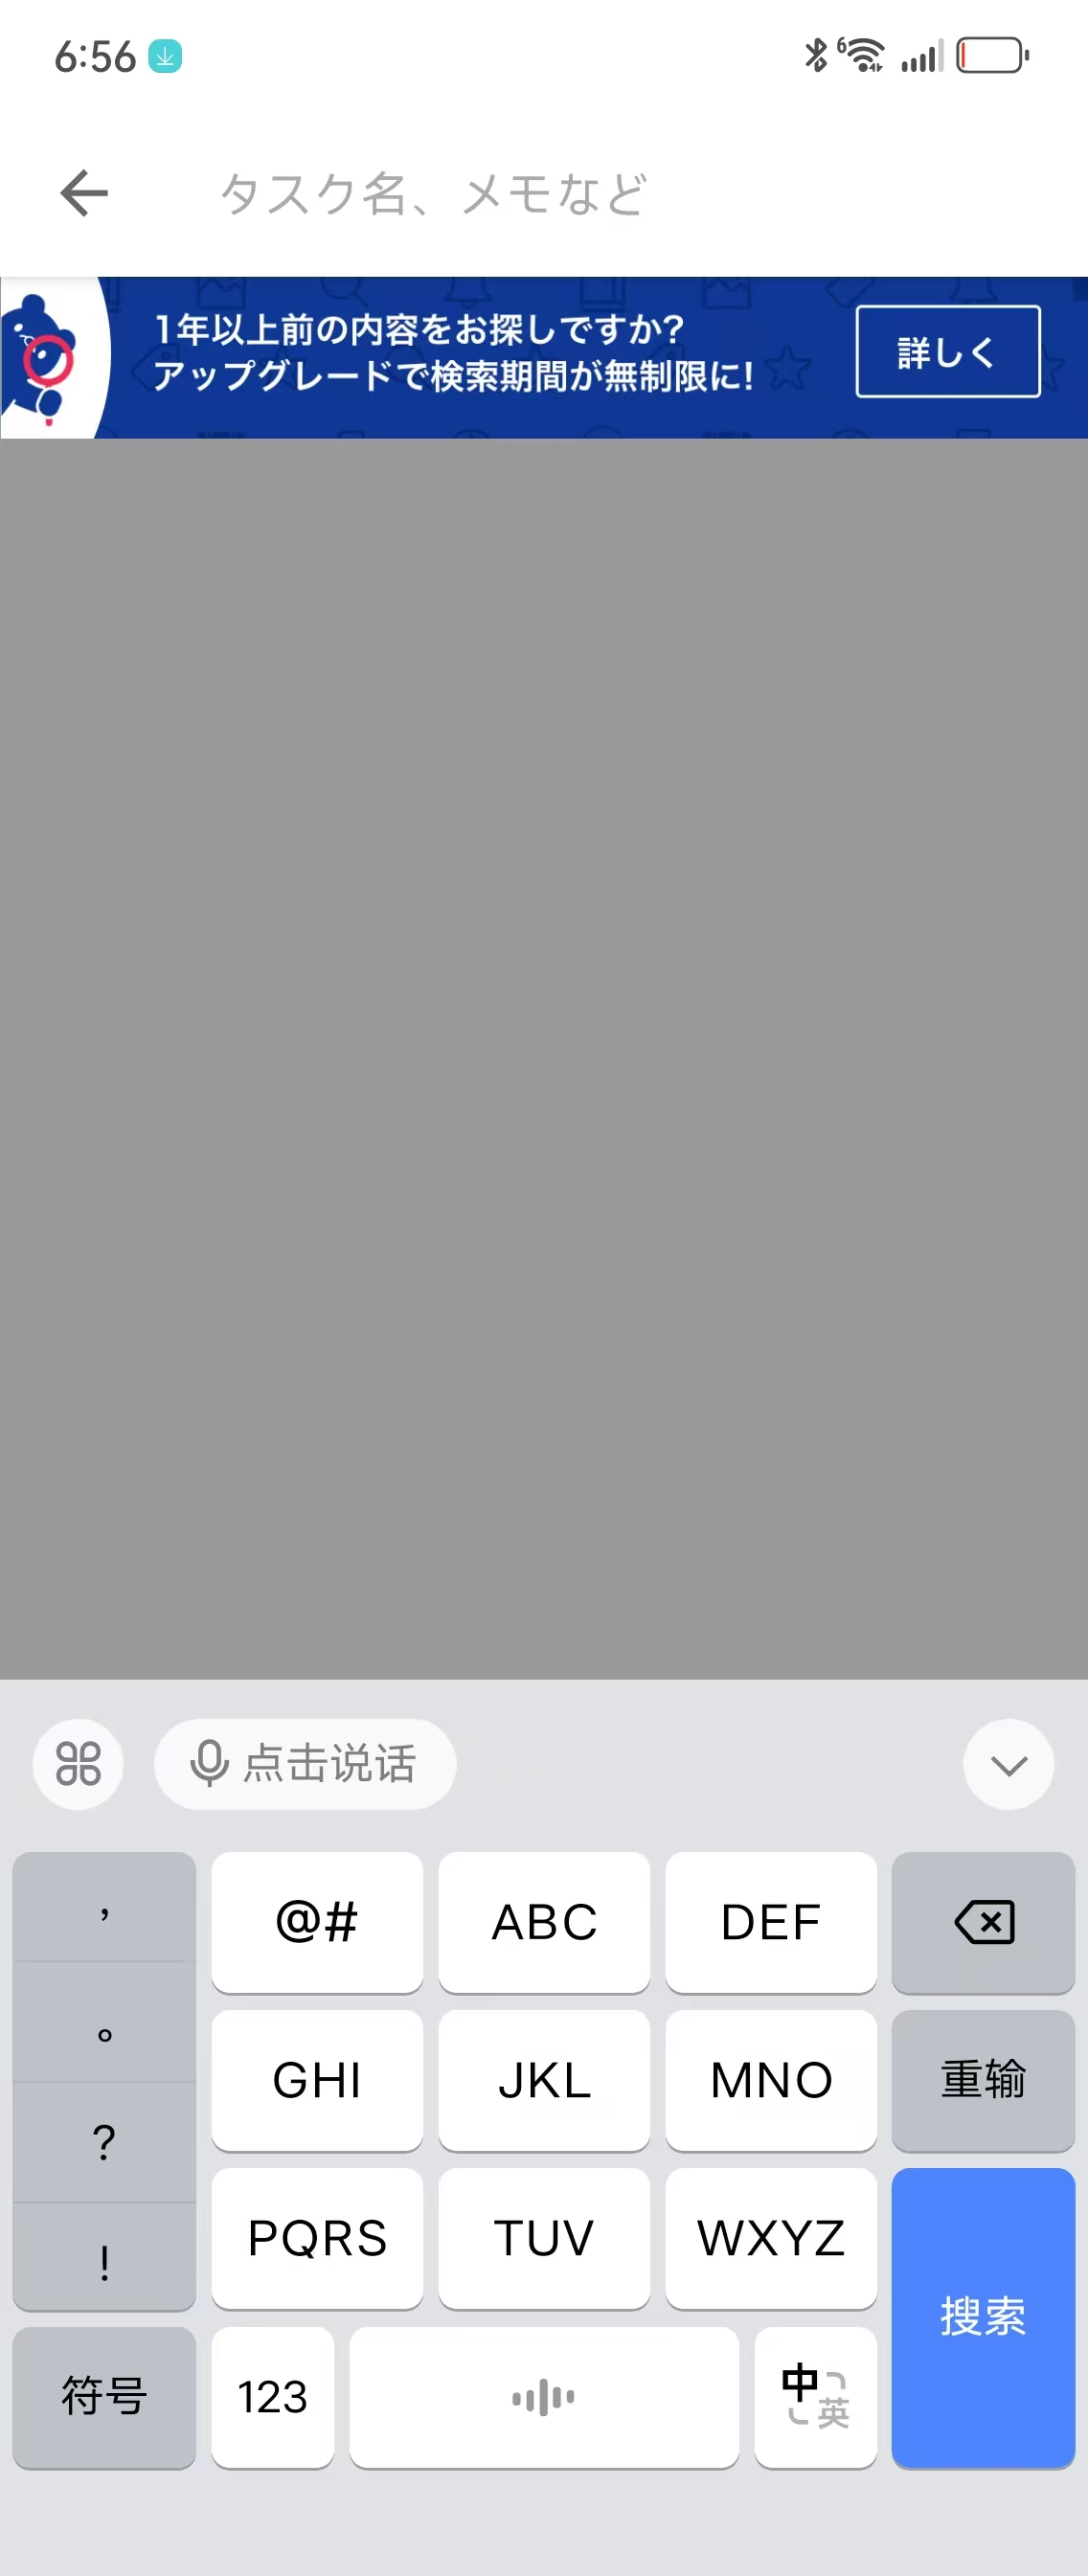 6:56
6
タスク名、メモなど
1年以上前の内容をお探しですか?
アップグレードで検索期間が無制限に!
詳しく
点击说话
，
@#
ABC
DEF
。
GHI
JKL
MNO
重输
?
PQRS
TUV
WXYZ
!
搜索
符号
123
中
英